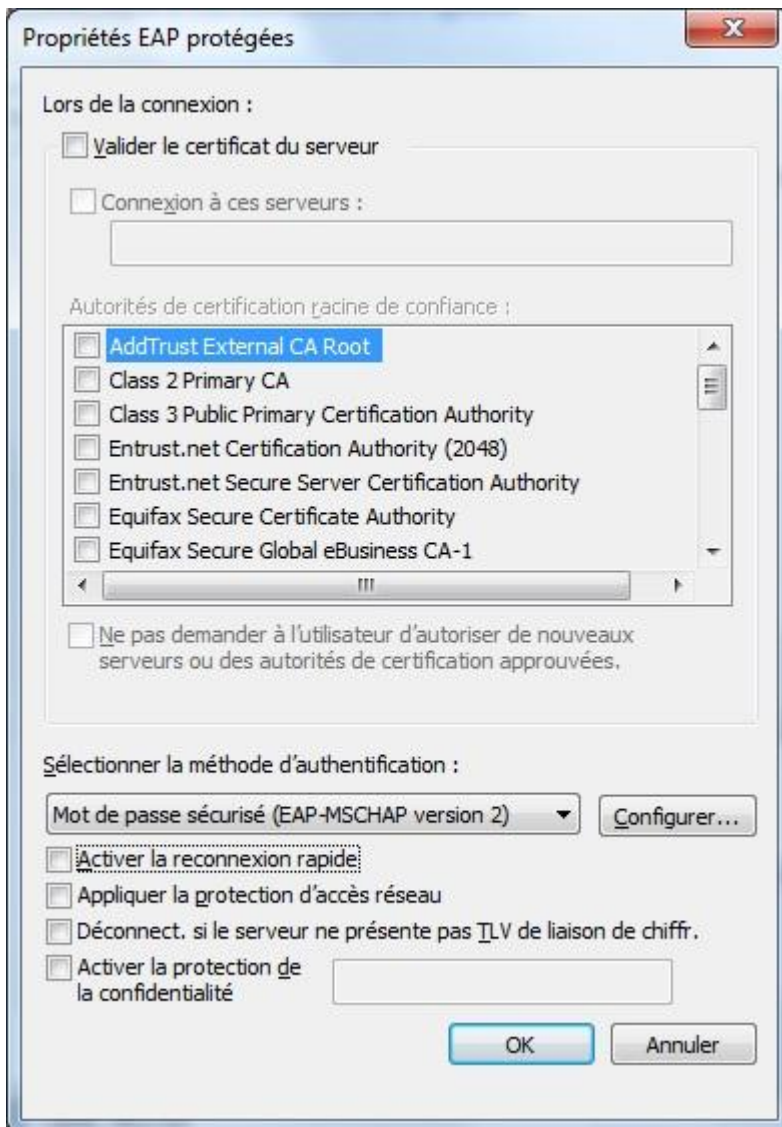 Propriétés EAP protégées
Lors de la connexion :
Valider le certificat du serveur
Connexion à ces serveurs :
Autorités de certification racine de confiance :
AddTrust External CA Root
Class 2 Primary CA
Class 3 Public Primary Certification Authority
Entrust.net Certification Authority (2048)
Entrust.net Secure Server Certification Authority
Equifax Secure Certificate Authority
Equifax Secure Global eBusiness CA-1
Ne pas demander à l'utilisateur d'autoriser de nouveaux
serveurs ou des autorités de certification approuvées.
Sélectionner la méthode d'authentification :
Mot de passe sécurisé (EAP-MSCHAP version 2)
Configurer...
Activer la reconnexion rapide
Appliquer la protection d'accès réseau
Déconnect. si le serveur ne présente pas TLV de liaison de chiffr.
Activer la protection de
la confidentialité
OK
Annuler